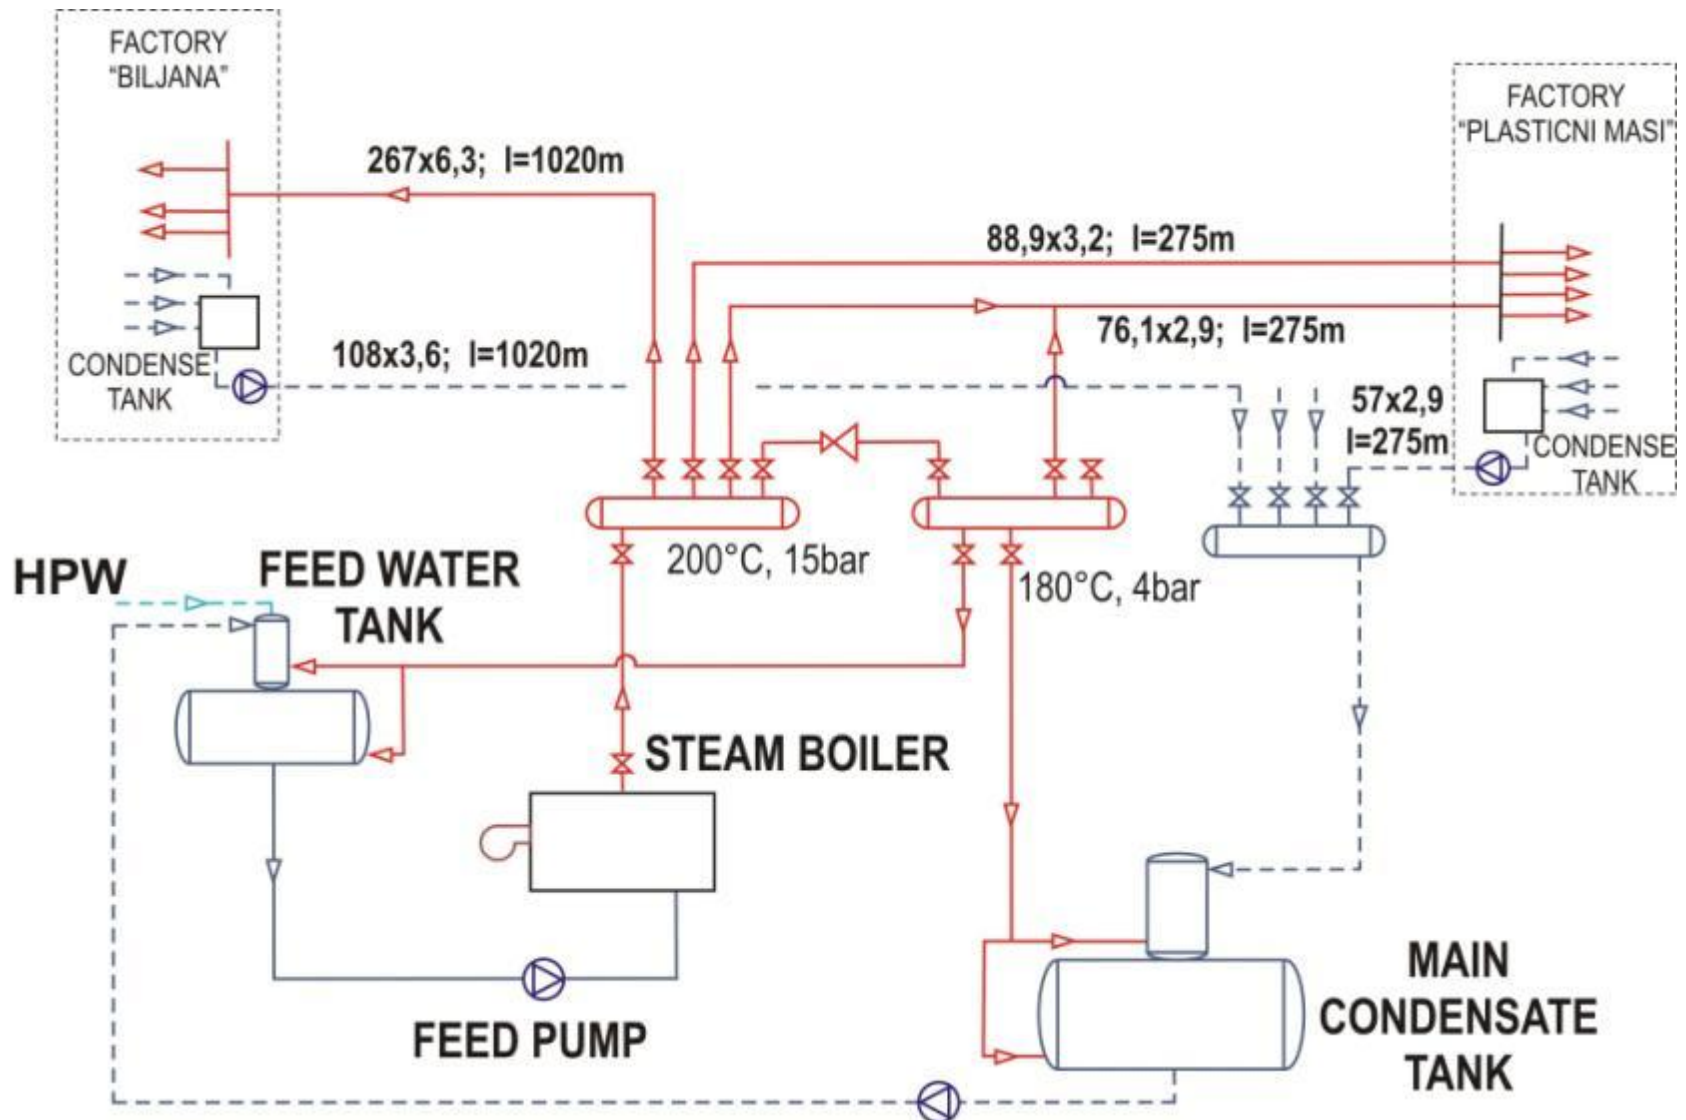 FACTORY
"BILJANA"
267x6,3; l=1020m
FACTORY
"PLASTICNI MASI"
88,9x3,2; l=275m
76,1x2,9; l=275m
108x3,6; l=1020m
CONDENSE
TANK
57x2,9
l=275m
CONDENSE
TANK
200°C, 15bar
180°C, 4bar
HPW
FEED WATER
TANK
STEAM BOILER
FEED PUMP
MAIN
CONDENSATE
TANK